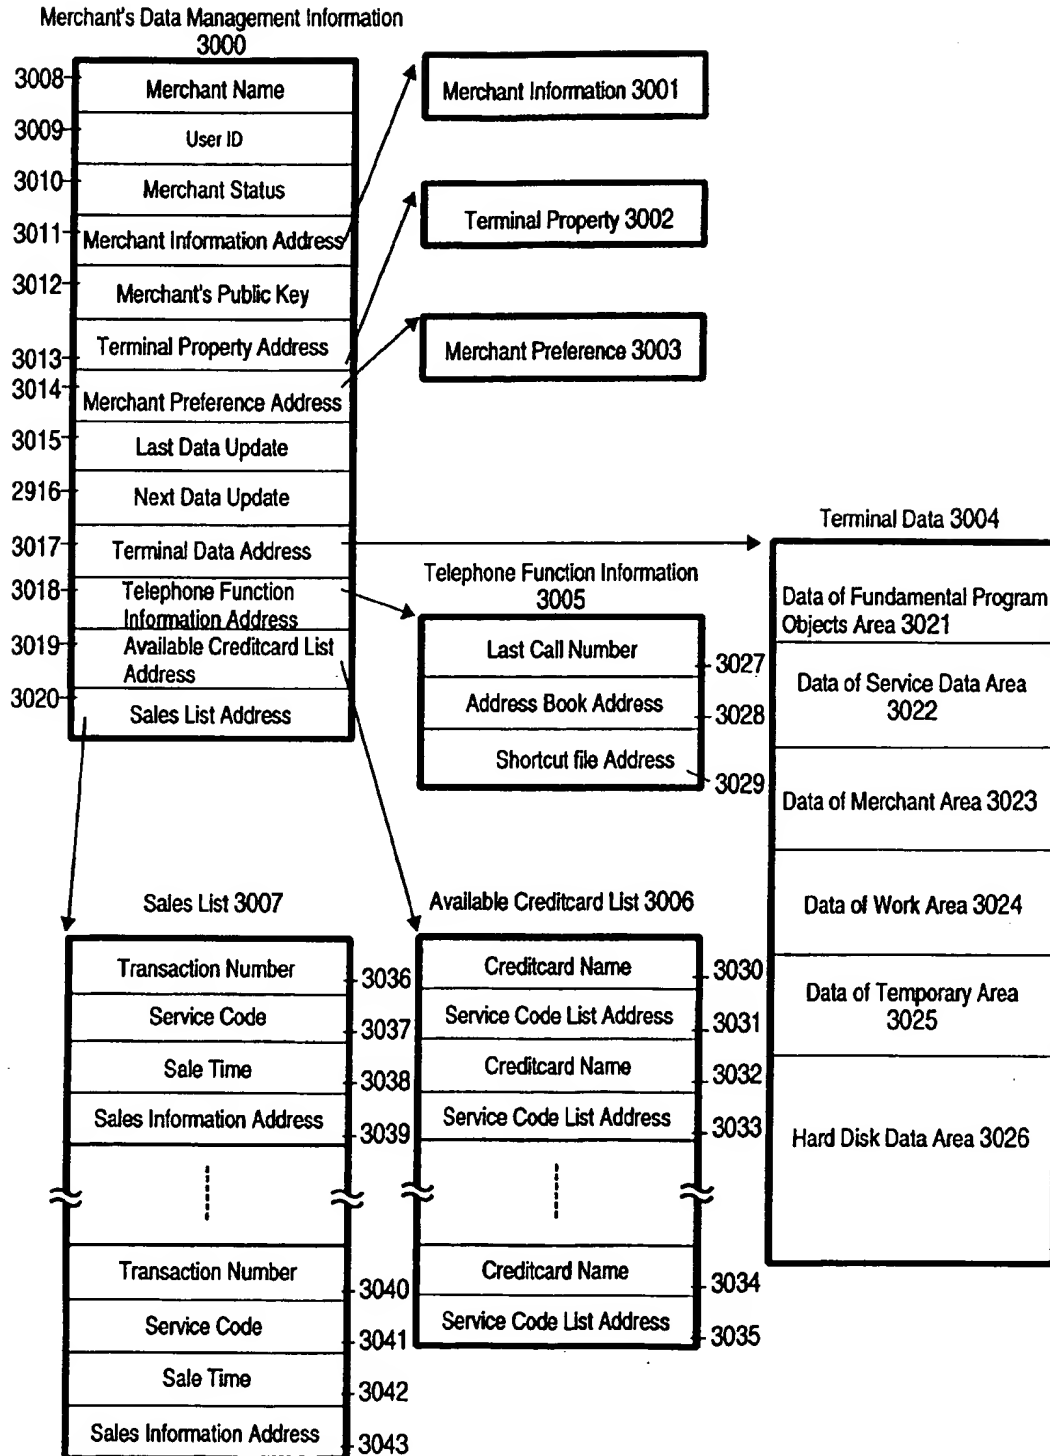 Merchant's Data Management Information
3000
3008
Merchant Name
3009
User ID
3010
Merchant Status
3011
Merchant Information Address
3012
Merchant's Public Key
3013
Terminal Property Address
3014
Merchant Preference Address
3015
Last Data Update
2916
Next Data Update
3017
Terminal Data Address
3018
Telephone Function
Information Address
3019
Available Creditcard List
Address
3020
Sales List Address
Merchant Information 3001
Terminal Property 3002
Merchant Preference 3003
Terminal Data 3004
Data of Fundamental Program
Objects Area 3021
Data of Service Data Area
3022
Data of Merchant Area 3023
Data of Work Area 3024
Data of Temporary Area
3025
Hard Disk Data Area 3026
Telephone Function Information
3005
Last Call Number
3027
Address Book Address
3028
Shortcut file Address
3029
Sales List 3007
Transaction Number
3036
Service Code
3037
Sale Time
3038
Sales Information Address
3039
Transaction Number
3040
Service Code
3041
Sale Time
3042
Sales Information Address
3043
Available Creditcard List 3006
Creditcard Name
3030
Service Code List Address
3031
Creditcard Name
3032
Service Code List Address
3033
Creditcard Name
3034
Service Code List Address
3035